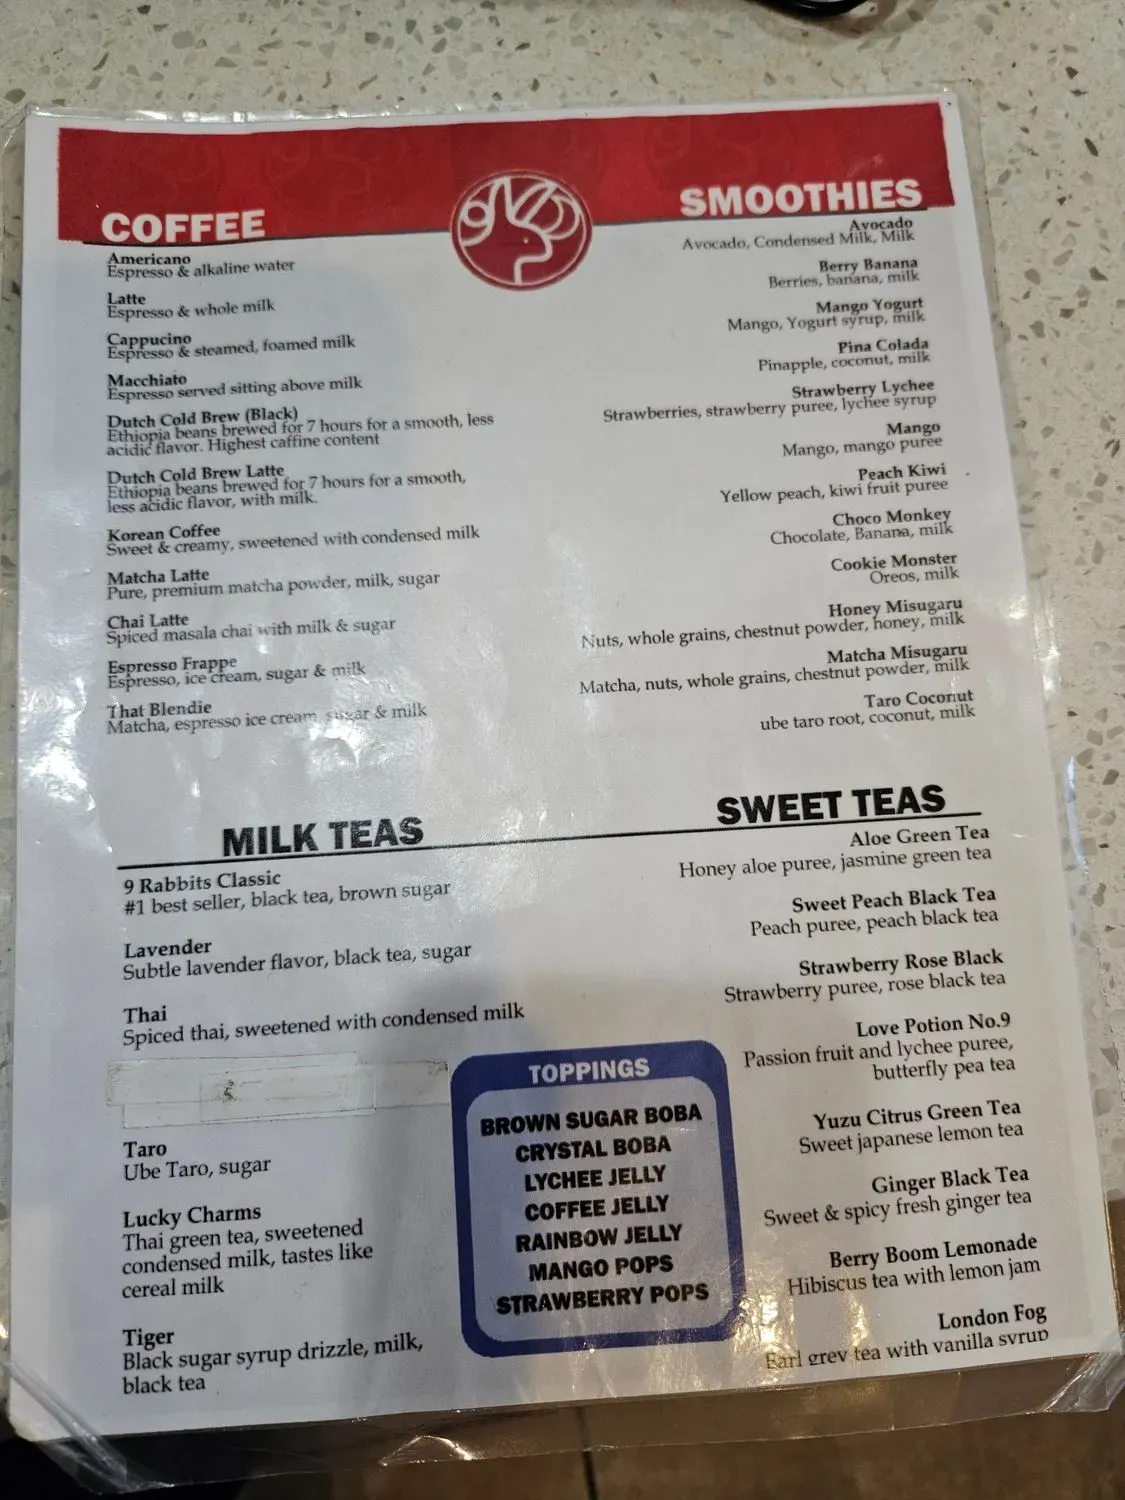 COFFEE
Americano
Espresso & alkaline water
Latte
Espresso & whole milk
Cappucino
Espresso & steamed, foamed milk
Macchiato
Espresso served sitting above milk
Dutch Cold Brew (Black)
Ethiopia beans brewed for 7 hours for a smooth, less
acidic flavor. Highest caffine content
Dutch Cold Brew Latte
Ethiopia beans brewed for 7 hours for a smooth,
less acidic flavor, with milk.
Korean Coffee
Sweet & creamy, sweetened with condensed milk
Matcha Latte
Pure, premium matcha powder, milk, sugar
Chai Latte
Spiced masala chai with milk & sugar
Espresso Frappe
Espresso, ice cream, sugar & milk
That Blendie
Matcha, espresso ice cream, sugar & milk
SMOOTHIES
Avocado
Avocado, Condensed Milk, Milk
Berry Banana
Berries, banana, milk
Mango Yogurt
Mango, Yogurt syrup, milk
Pina Colada
Pinapple, coconut, milk
Strawberry Lychee
Strawberries, strawberry puree, lychee syrup
Mango
Mango, mango puree
Peach Kiwi
Yellow peach, kiwi fruit puree
Choco Monkey
Chocolate, Banana, milk
Cookie Monster
Oreos, milk
Honey Misugaru
Nuts, whole grains, chestnut powder, honey, milk
Matcha Misugaru
Matcha, nuts, whole grains, chestnut powder, milk
Taro Coconut
ube taro root, coconut, milk
MILK TEAS
9 Rabbits Classic
#1 best seller, black tea, brown sugar
Lavender
Subtle lavender flavor, black tea, sugar
Thai
Spiced thai, sweetened with condensed milk
Taro
Ube Taro, sugar
Lucky Charms
Thai green tea, sweetened
condensed milk, tastes like
cereal milk
Tiger
Black sugar syrup drizzle, milk,
black tea
TOPPINGS
BROWN SUGAR BOBA
CRYSTAL BOBA
LYCHEE JELLY
COFFEE JELLY
RAINBOW JELLY
MANGO POPS
STRAWBERRY POPS
SWEET TEAS
Aloe Green Tea
Honey aloe puree, jasmine green tea
Sweet Peach Black Tea
Peach puree, peach black tea
Strawberry Rose Black
Strawberry puree, rose black tea
Love Potion No.9
Passion fruit and lychee puree,
butterfly pea tea
Yuzu Citrus Green Tea
Sweet japanese lemon tea
Ginger Black Tea
Sweet & spicy fresh ginger tea
Berry Boom Lemonade
Hibiscus tea with lemon jam
London Fog
Earl grey tea with vanilla syrup